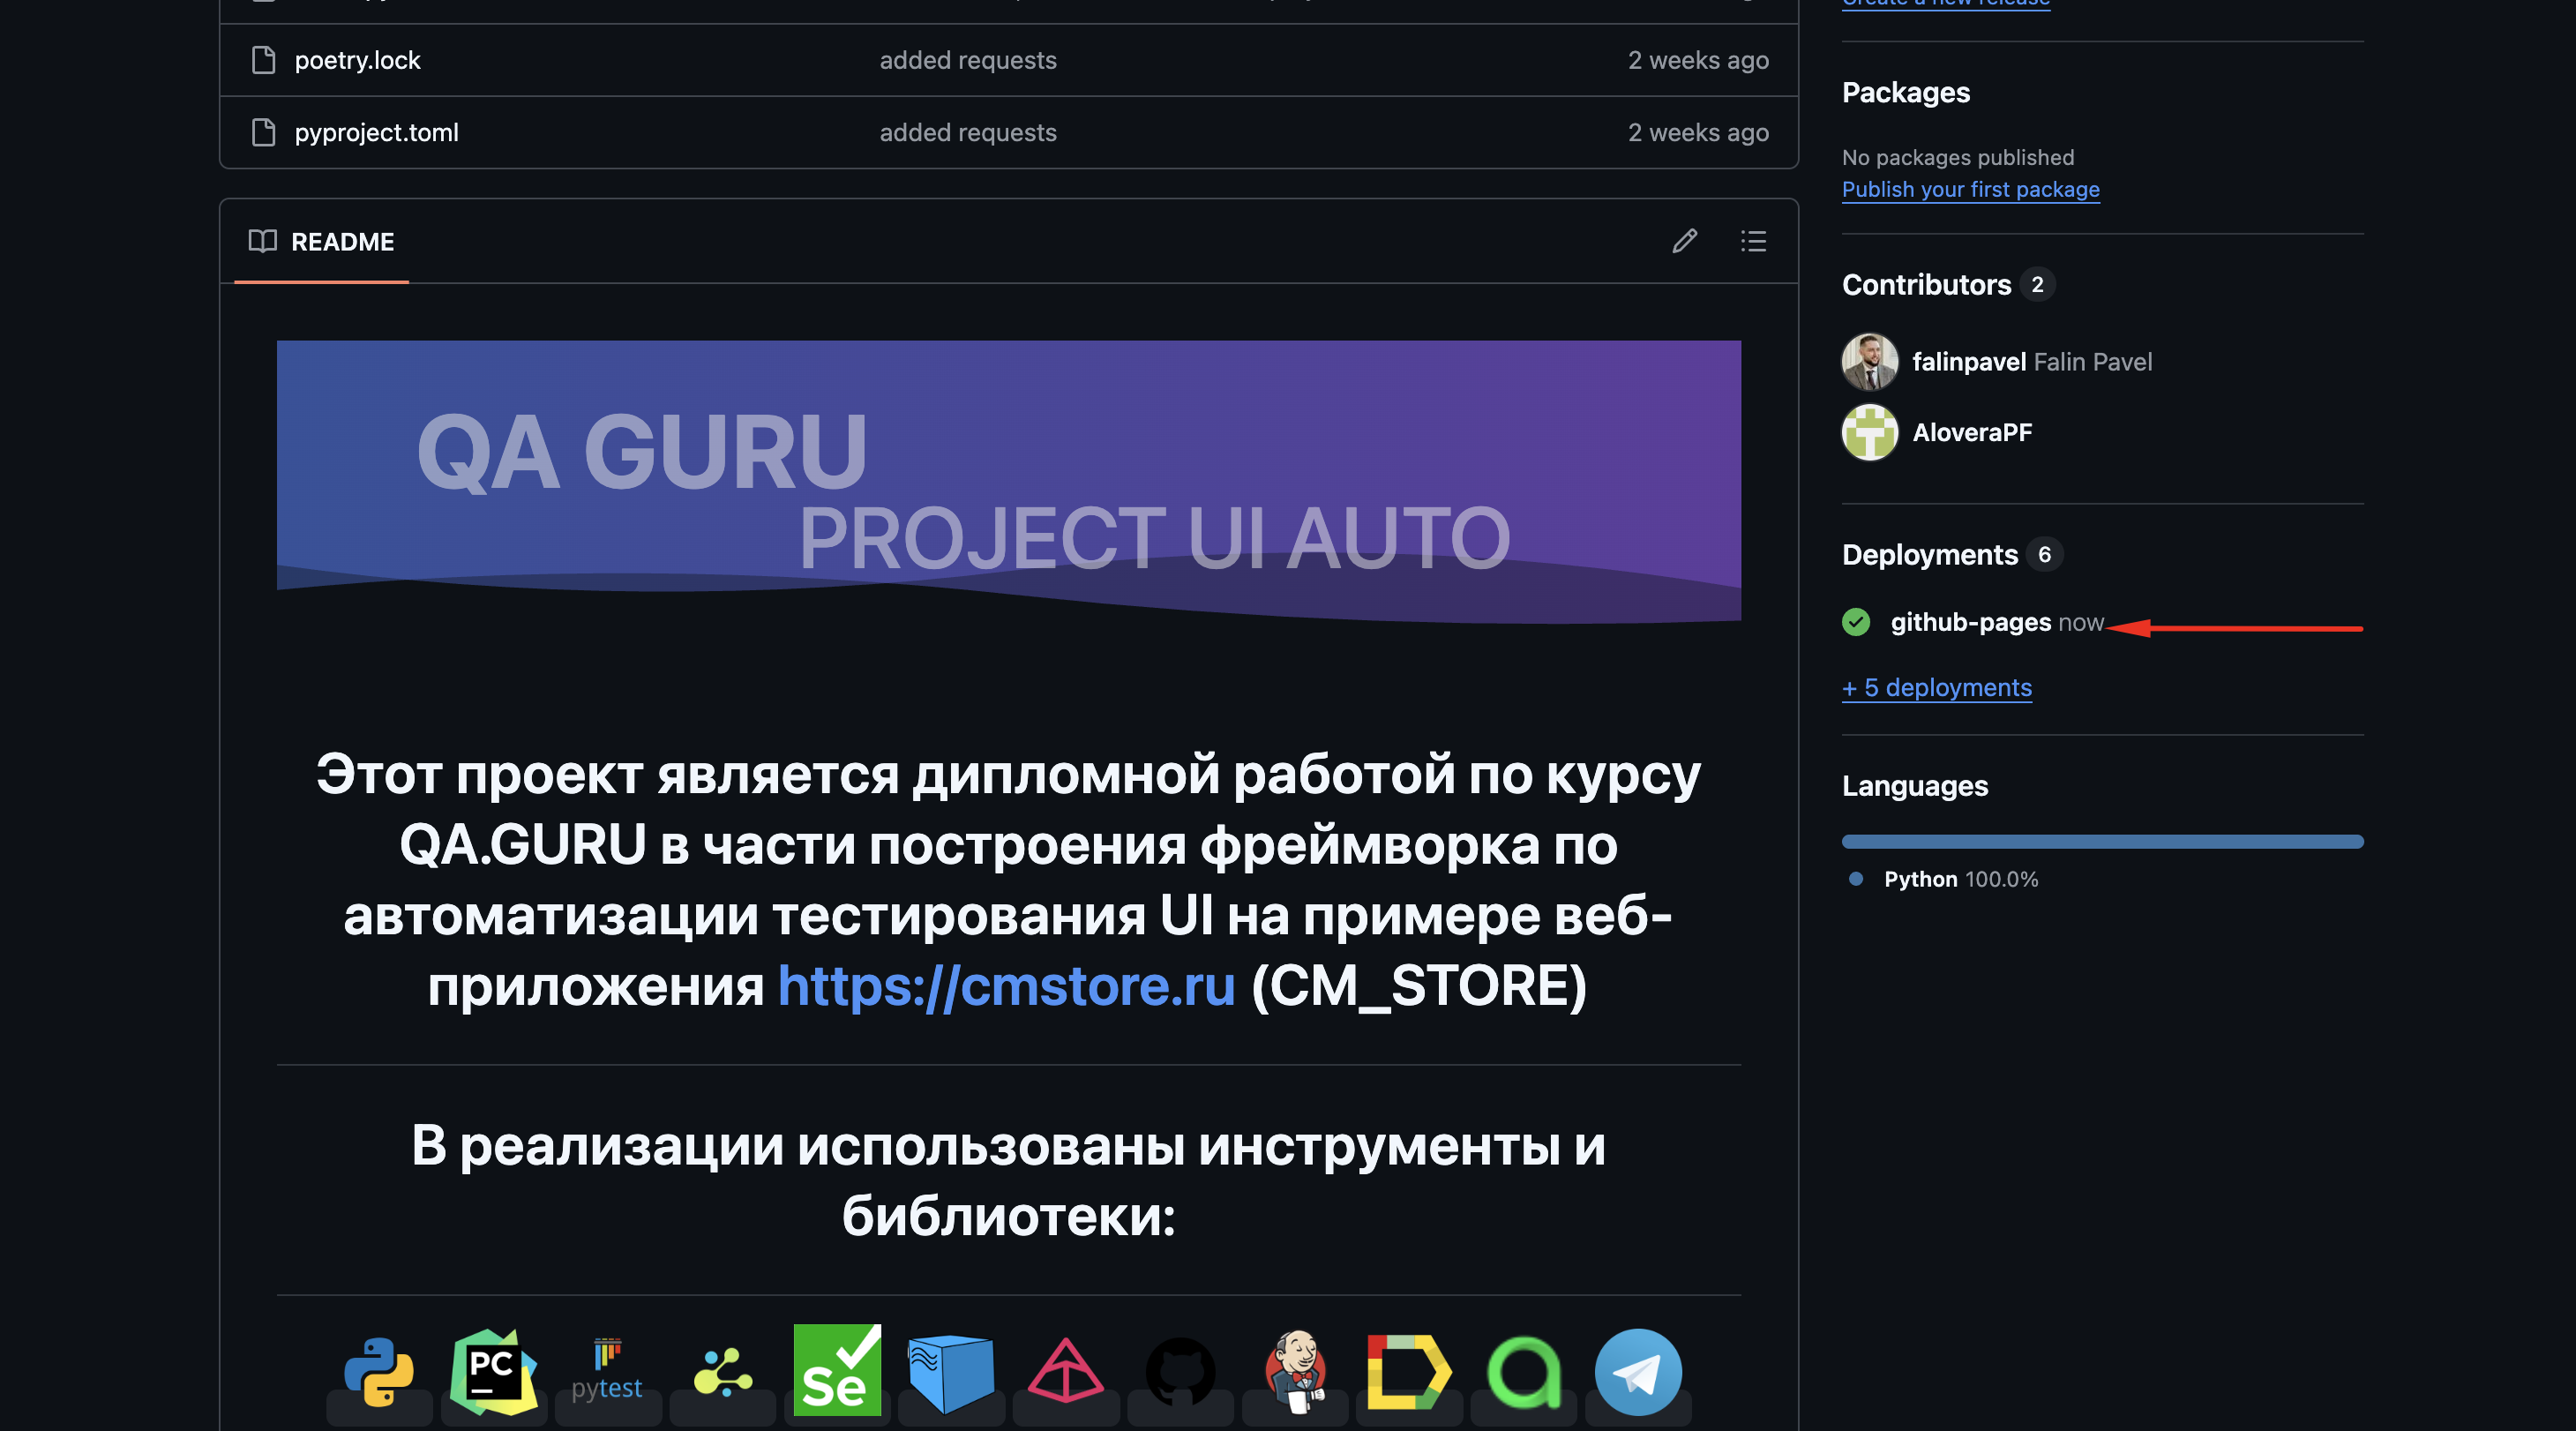 poetry.lock added requests 2 weeks ago
pyproject.toml added requests 2 weeks ago
README
QA GURU
PROJECT UI AUTO
Этот проект является дипломной работой по курсу
QA.GURU в части построения фреймворка по
автоматизации тестирования UI на примере веб-
приложения https://cmstore.ru (CM_STORE)
В реализации использованы инструменты и
библиотеки:
PC
pytest
Se
Create a new release
Packages
No packages published
Publish your first package
Contributors 2
falinpavel Falin Pavel
AloveraPF
Deployments 6
github-pages now
+ 5 deployments
Languages
Python 100.0%